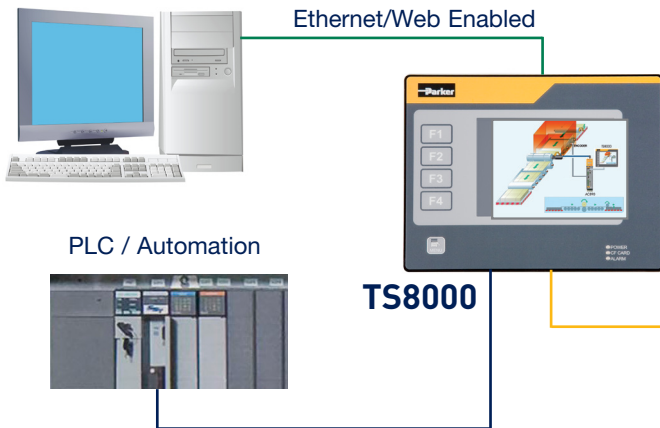 Ethernet/Web Enabled
Parker
F1
F2
F3
F4
POWER
CF CARD
ALARM
PLC / Automation
TS8000